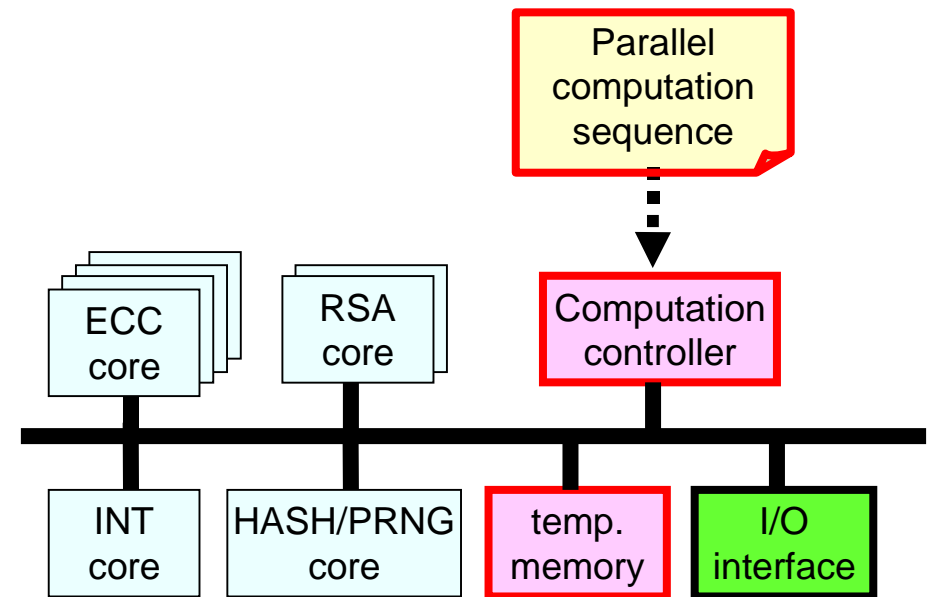 Parallel
computation
sequence
ECC
core
RSA
core
Computation
controller
INT
core
HASH/PRNG
core
temp.
memory
I/O
interface